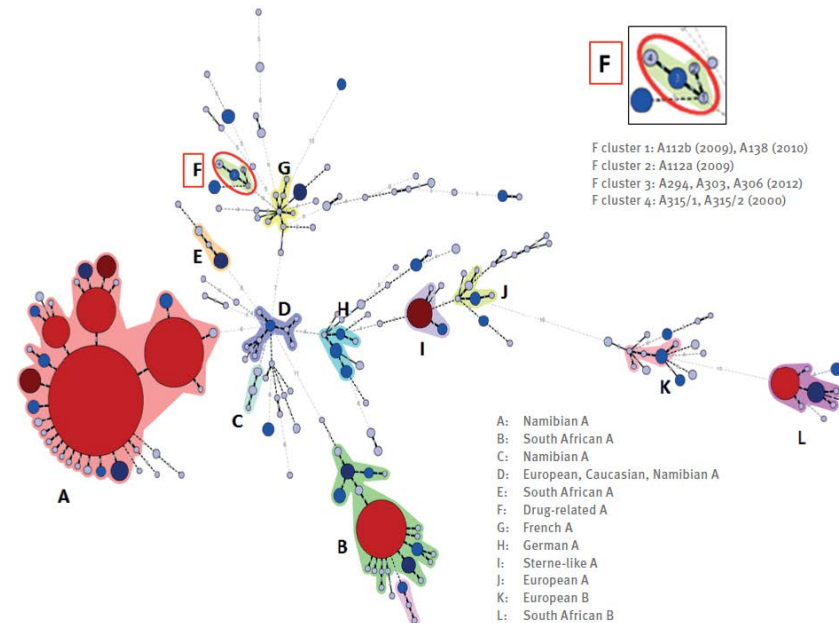 F
F cluster 1: A112b (2009), A138 (2010)
F cluster 2: A112a (2009)
F cluster 3: A294, A303, A306 (2012)
F cluster 4: A315/1, A315/2 (2000)
F
G
E
D
H
J
I
K
C
L
A
B
A: Namibian A
B: South African A
C: Namibian A
D: European, Caucasian, Namibian A
E: South African A
F: Drug-related A
G: French A
H: German A
I: Sterne-like A
J: European A
K: European B
L: South African B